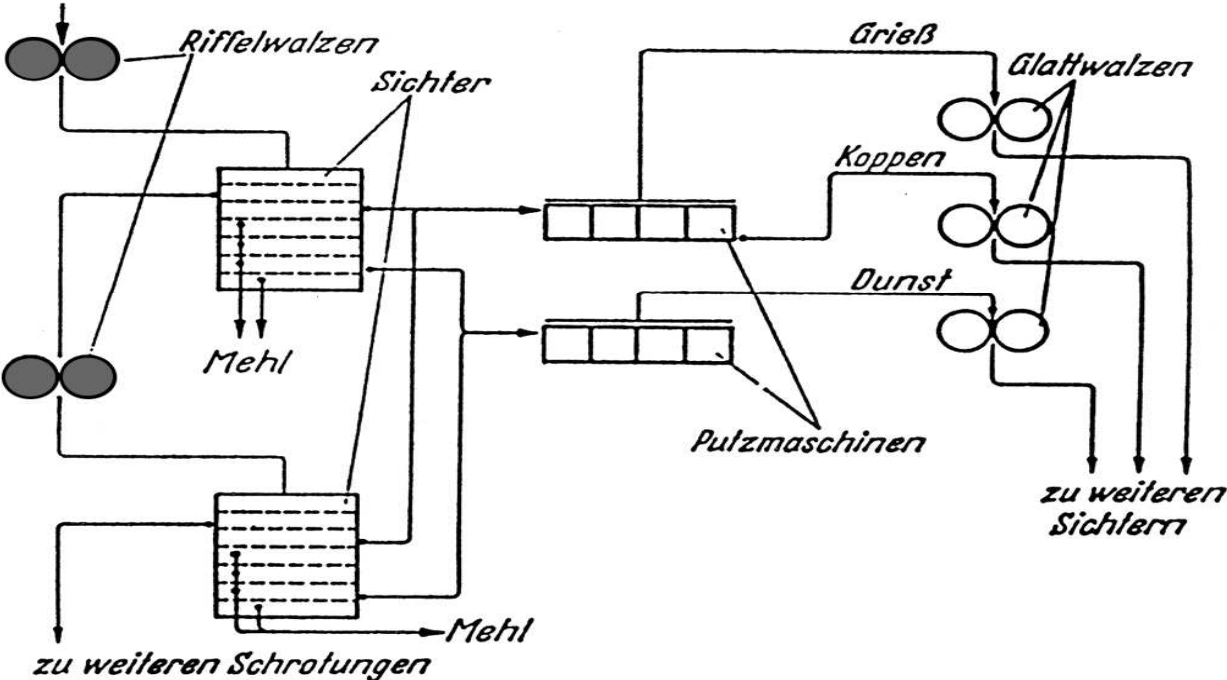 Riffelwalzen
Sichter
Grieß
Glattwalzen
Koppen
Dunst
Mehl
Putzmaschinen
zu weiteren
Sichtern
Mehl
zu weiteren Schrotungen